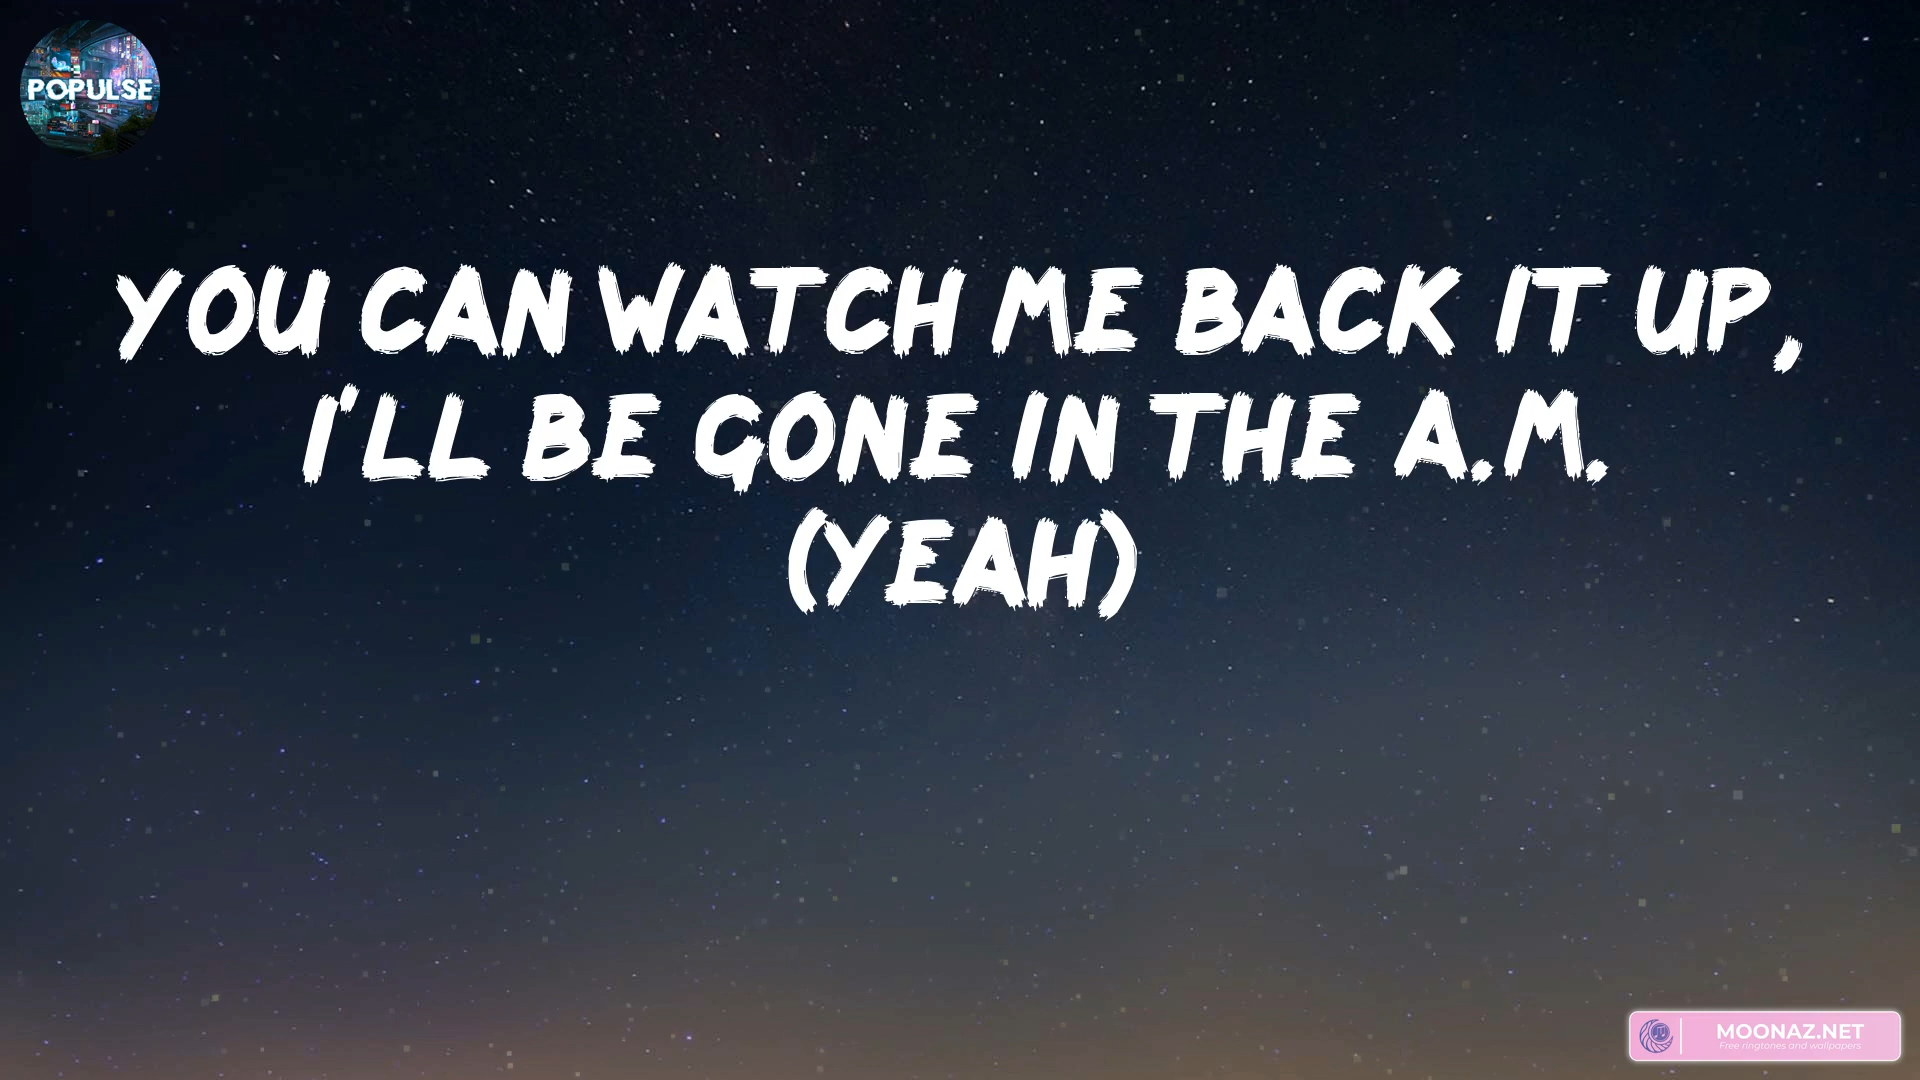 POPULSE
YOU CAN WATCH ME BACK IT UP,
I'LL BE GONE IN THE A.M.
(YEAH)
MOONAZ.NET
Free ringtones and wallpapers